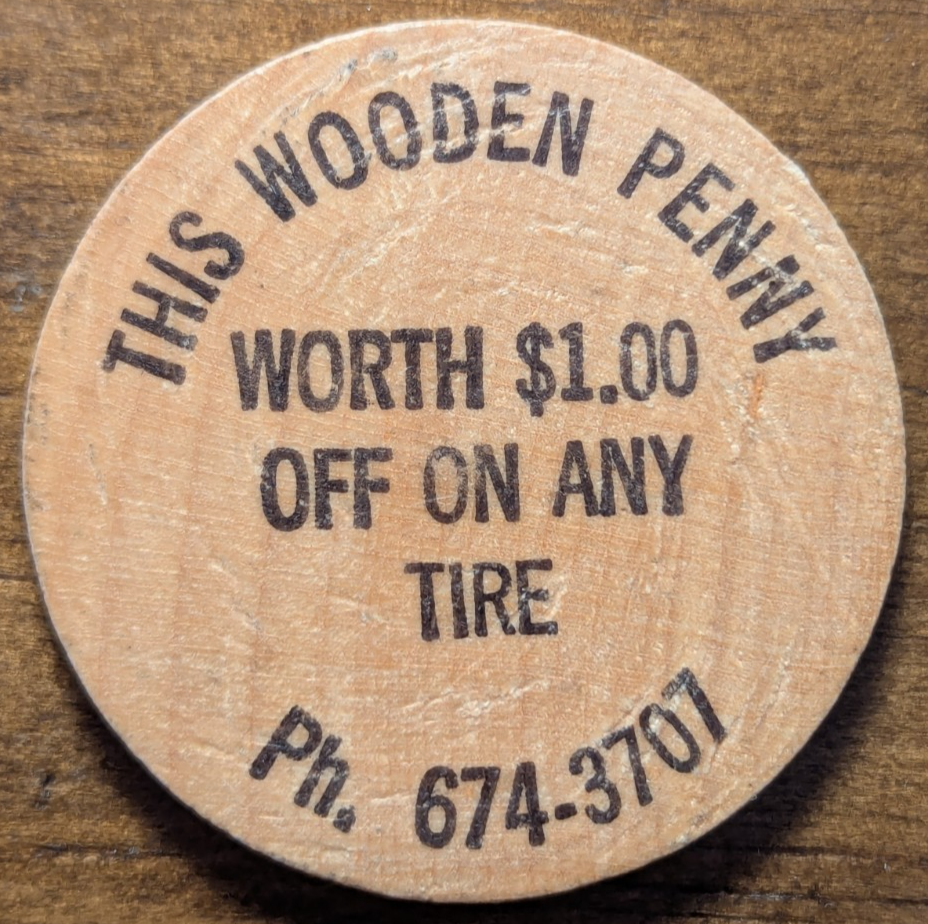 THIS WOODEN PENNY
WORTH $1.00
OFF ON ANY
TIRE
Ph. 674-3707